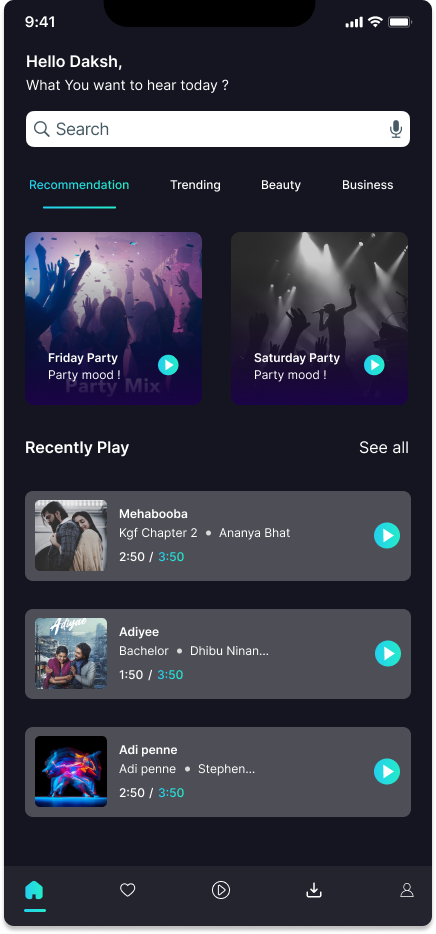 9:41
Hello Daksh,
What You want to hear today ?
Search
Recommendation Trending Beauty Business
Friday Party
Party mood !
Party Mix
Saturday Party
Party mood !
Recently Play See all
Mehabooba
Kgf Chapter 2 • Ananya Bhat
2:50 / 3:50
Adiyae
Adiyee
Bachelor • Dhibu Ninan...
1:50 / 3:50
Adi penne
Adi penne • Stephen...
2:50 / 3:50